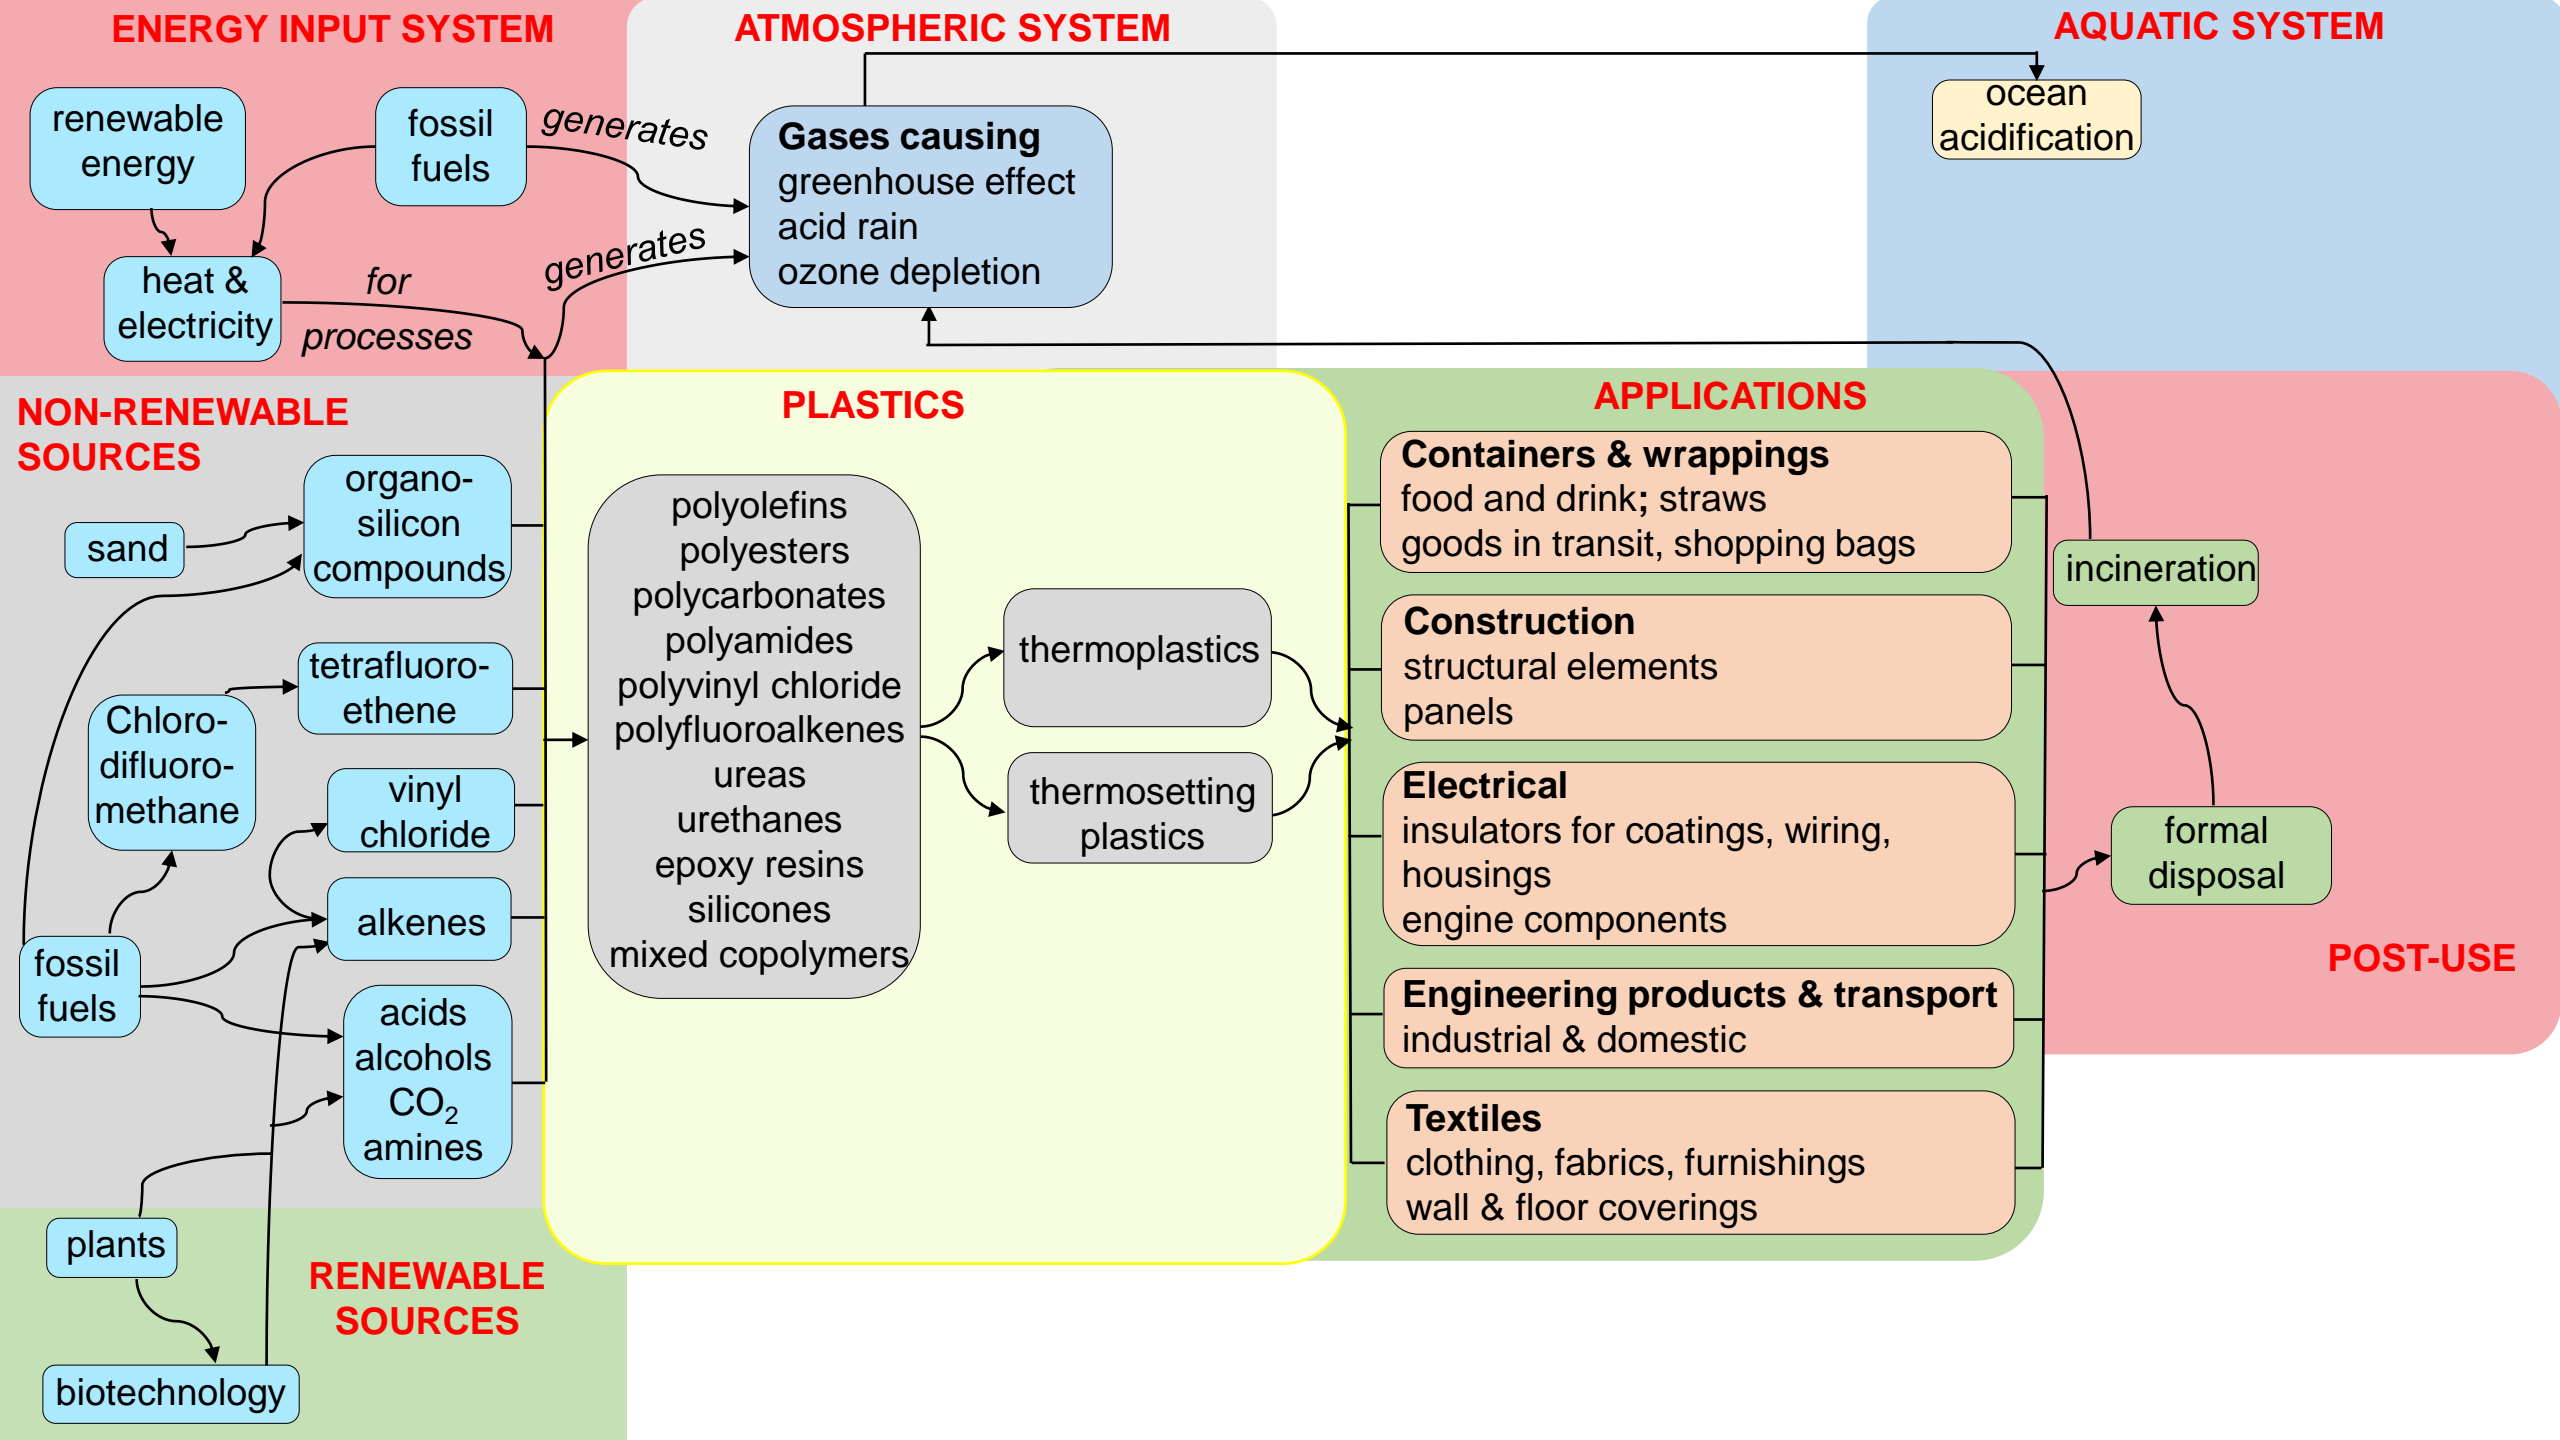 ENERGY INPUT SYSTEM
renewable
energy
fossil
fuels
generates
heat &
electricity
for
processes
generates
ATMOSPHERIC SYSTEM
Gases causing
greenhouse effect
acid rain
ozone depletion
AQUATIC SYSTEM
ocean
acidification
NON-RENEWABLE
SOURCES
organo-
silicon
compounds
sand
tetrafluoro-
ethene
Chloro-
difluoro-
methane
vinyl
chloride
alkenes
fossil
fuels
acids
alcohols
CO₂
amines
plants
RENEWABLE
SOURCES
biotechnology
PLASTICS
polyolefins
polyesters
polycarbonates
polyamides
polyvinyl chloride
polyfluoroalkenes
ureas
urethanes
epoxy resins
silicones
mixed copolymers
thermoplastics
thermosetting
plastics
APPLICATIONS
Containers & wrappings
food and drink; straws
goods in transit, shopping bags
Construction
structural elements
panels
Electrical
insulators for coatings, wiring,
housings
engine components
Engineering products & transport
industrial & domestic
Textiles
clothing, fabrics, furnishings
wall & floor coverings
incineration
formal
disposal
POST-USE